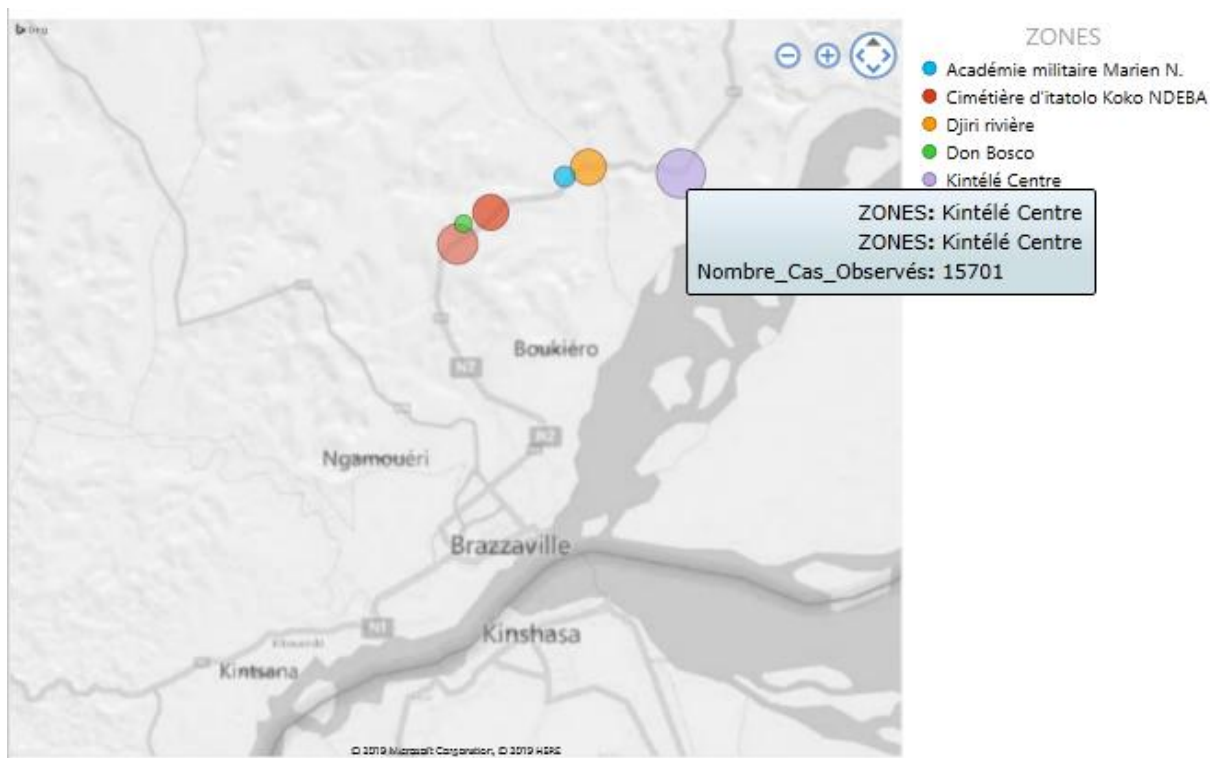 ZONES
Académie militaire Marien N.
Cimétière d'itatolo Koko NDEBA
Djiri rivière
Don Bosco
Kintélé Centre
ZONES: Kintélé Centre
ZONES: Kintélé Centre
Nombre_Cas_Observés: 15701
Boukiéro
N2
N2
Ngamouéri
Brazzaville
N1
Kinshasa
Kintsana
© 2019 Microsoft Corporation, © 2019 HERE